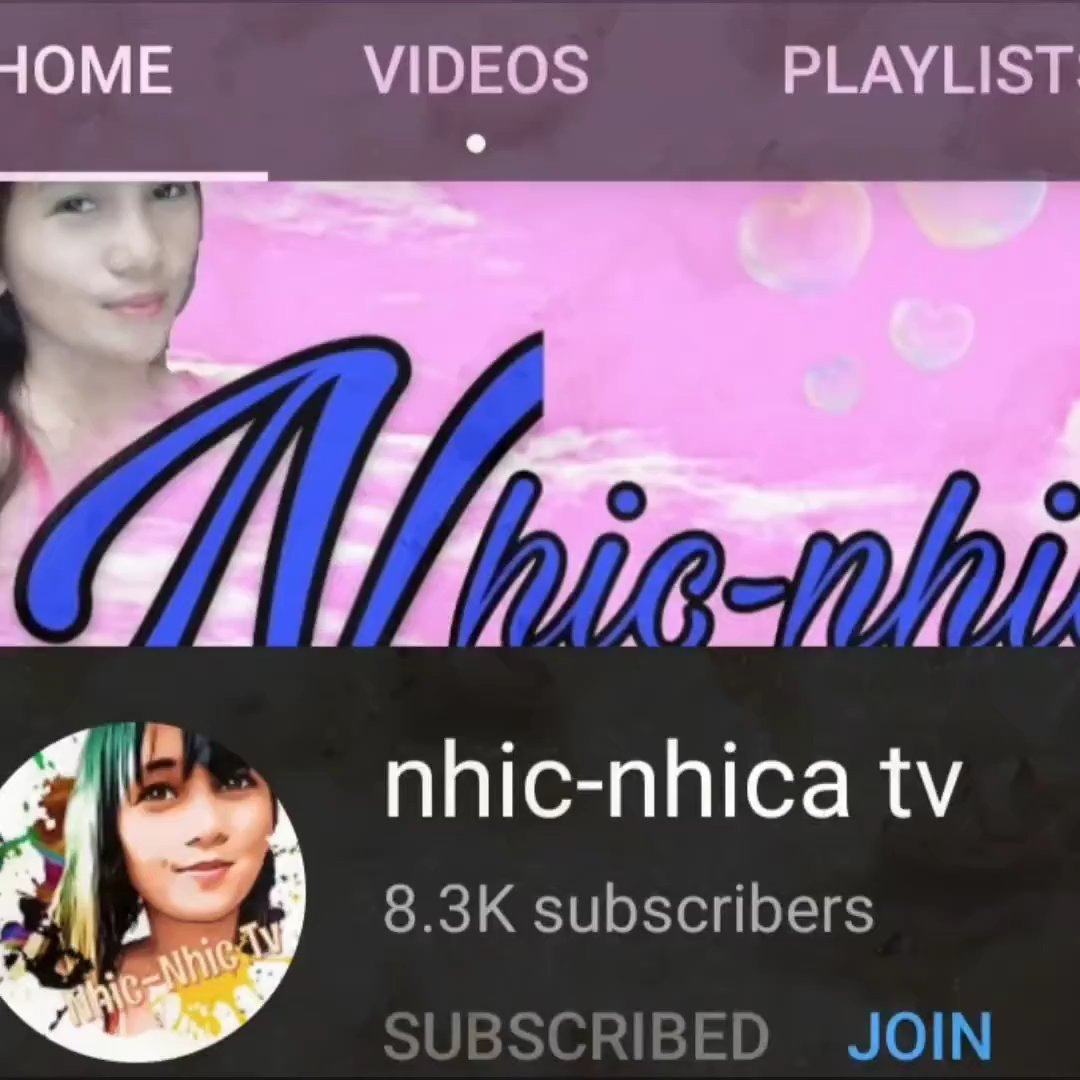 HOME VIDEOS PLAYLISTS
Nhic-nhi
nhic-nhica tv
8.3K subscribers
Nhic-Nhic Tv
SUBSCRIBED JOIN